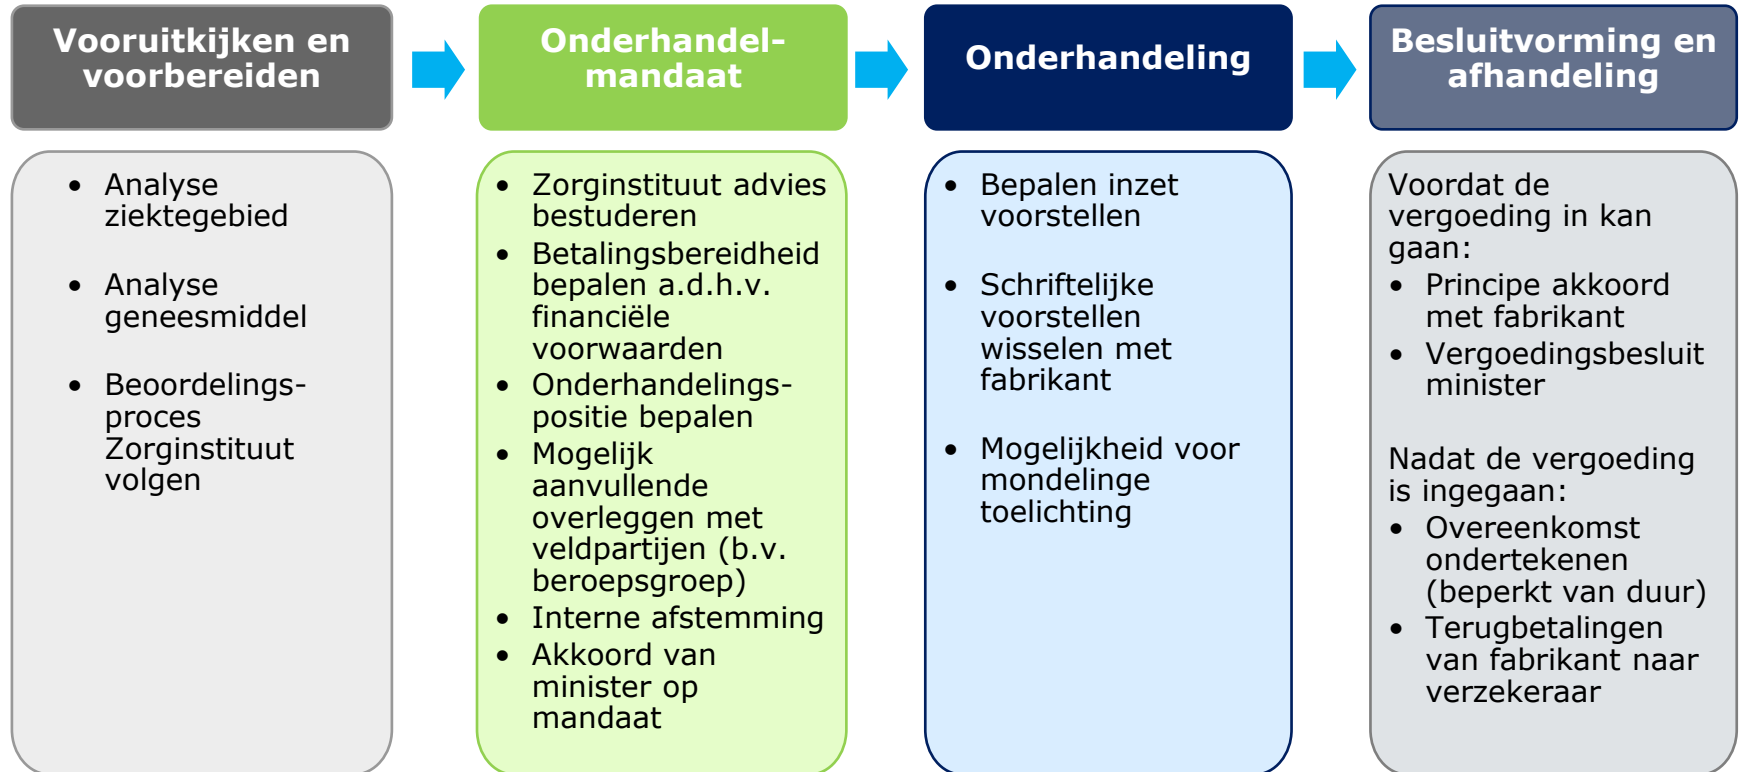 Vooruitkijken en
voorbereiden
Onderhandel-
mandaat
Onderhandeling
Besluitvorming en
afhandeling
• Analyse
ziektegebied
• Analyse
geneesmiddel
• Beoordelings-
proces
Zorginstituut
volgen
• Zorginstituut advies
bestuderen
• Betalingsbereidheid
bepalen a.d.h.v.
financiële
voorwaarden
• Onderhandelings-
positie bepalen
• Mogelijk
aanvullende
overleggen met
veldpartijen (b.v.
beroepsgroep)
• Interne afstemming
• Akkoord van
minister op
mandaat
• Bepalen inzet
voorstellen
• Schriftelijke
voorstellen
wisselen met
fabrikant
• Mogelijkheid voor
mondelinge
toelichting
Voordat de
vergoeding in kan
gaan:
• Principe akkoord
met fabrikant
• Vergoedingsbesluit
minister
Nadat de vergoeding
is ingegaan:
• Overeenkomst
ondertekenen
(beperkt van duur)
• Terugbetalingen
van fabrikant naar
verzekeraar